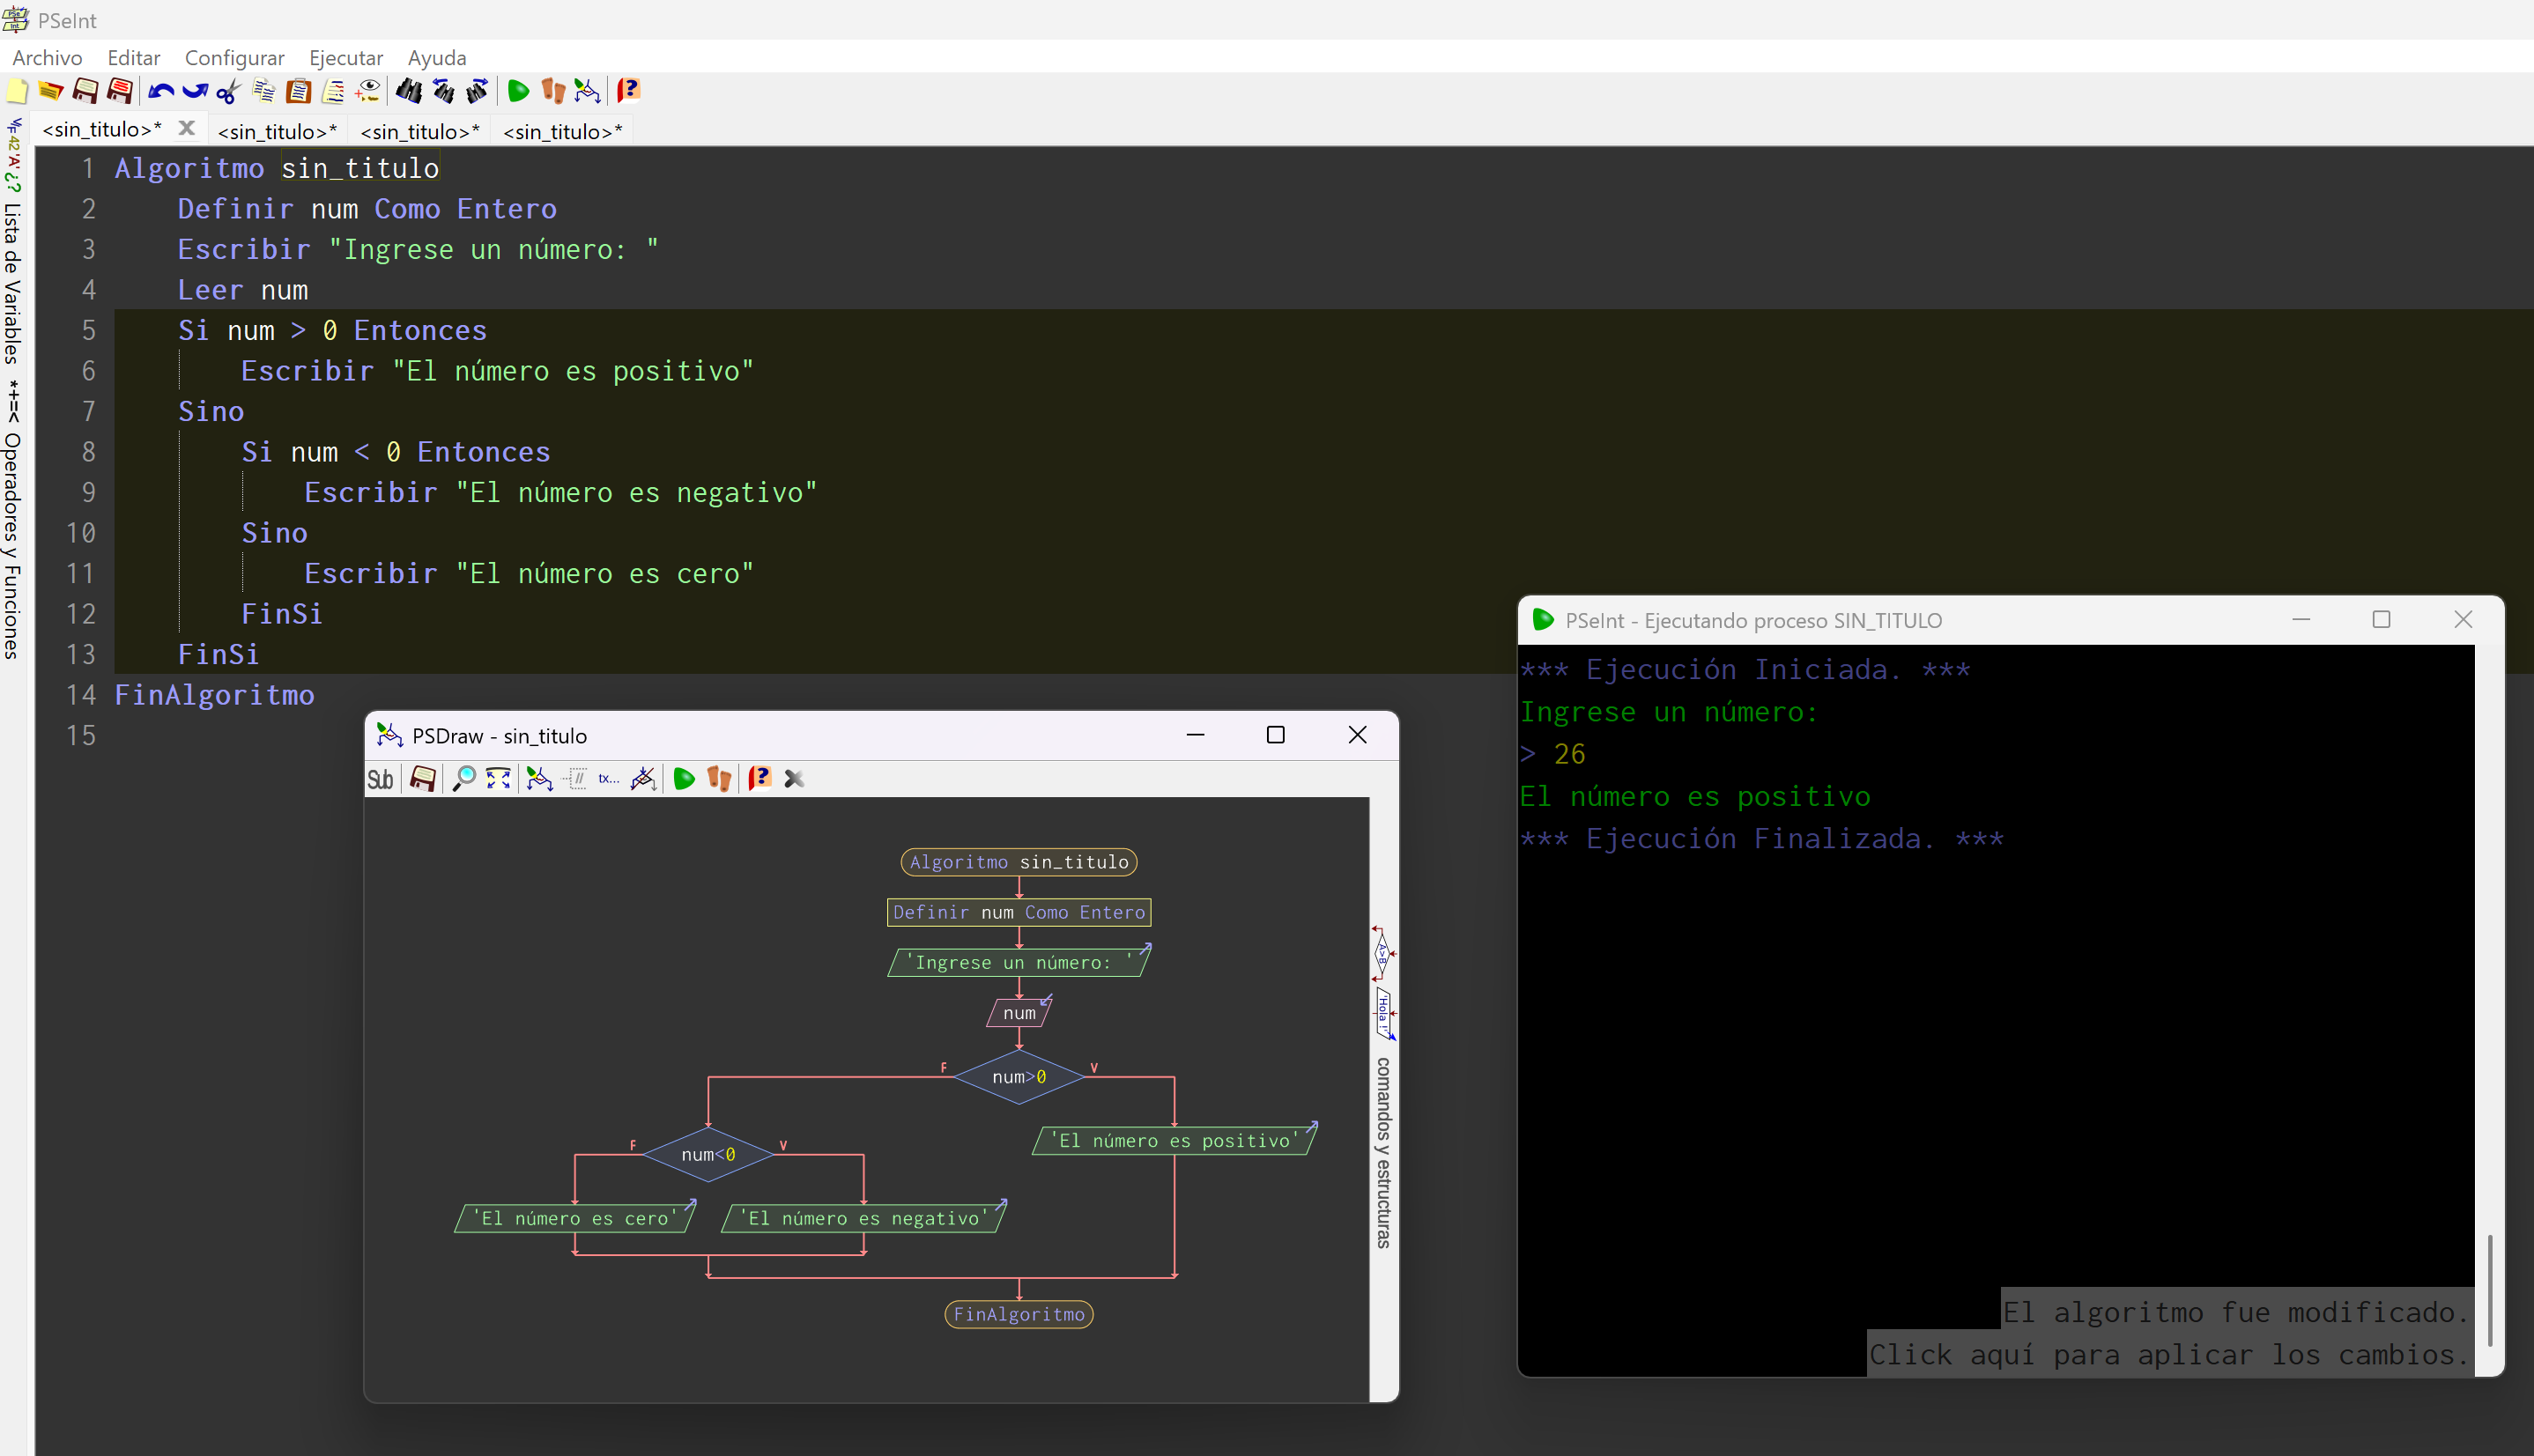 PSeInt
Archivo Editar Configurar Ejecutar Ayuda
<sin_titulo>* <sin_titulo>* <sin_titulo>* <sin_titulo>*
V/F 42 'A' ¿? Lista de Variables
*+=< Operadores y Funciones
1 Algoritmo sin_titulo
2 Definir num Como Entero
3 Escribir "Ingrese un número: "
4 Leer num
5 Si num > 0 Entonces
6 Escribir "El número es positivo"
7 Sino
8 Si num < 0 Entonces
9 Escribir "El número es negativo"
10 Sino
11 Escribir "El número es cero"
12 FinSi
13 FinSi
14 FinAlgoritmo
15
PSDraw - sin_titulo
Sub // tx...
Algoritmo sin_titulo
Definir num Como Entero
'Ingrese un número: '
num
F num>0 V
'El número es positivo'
F num<0 V
'El número es cero' 'El número es negativo'
FinAlgoritmo
A>B
'Hola !'
comandos y estructuras
PSeInt - Ejecutando proceso SIN_TITULO
*** Ejecución Iniciada. ***
Ingrese un número:
> 26
El número es positivo
*** Ejecución Finalizada. ***
El algoritmo fue modificado.
Click aquí para aplicar los cambios.